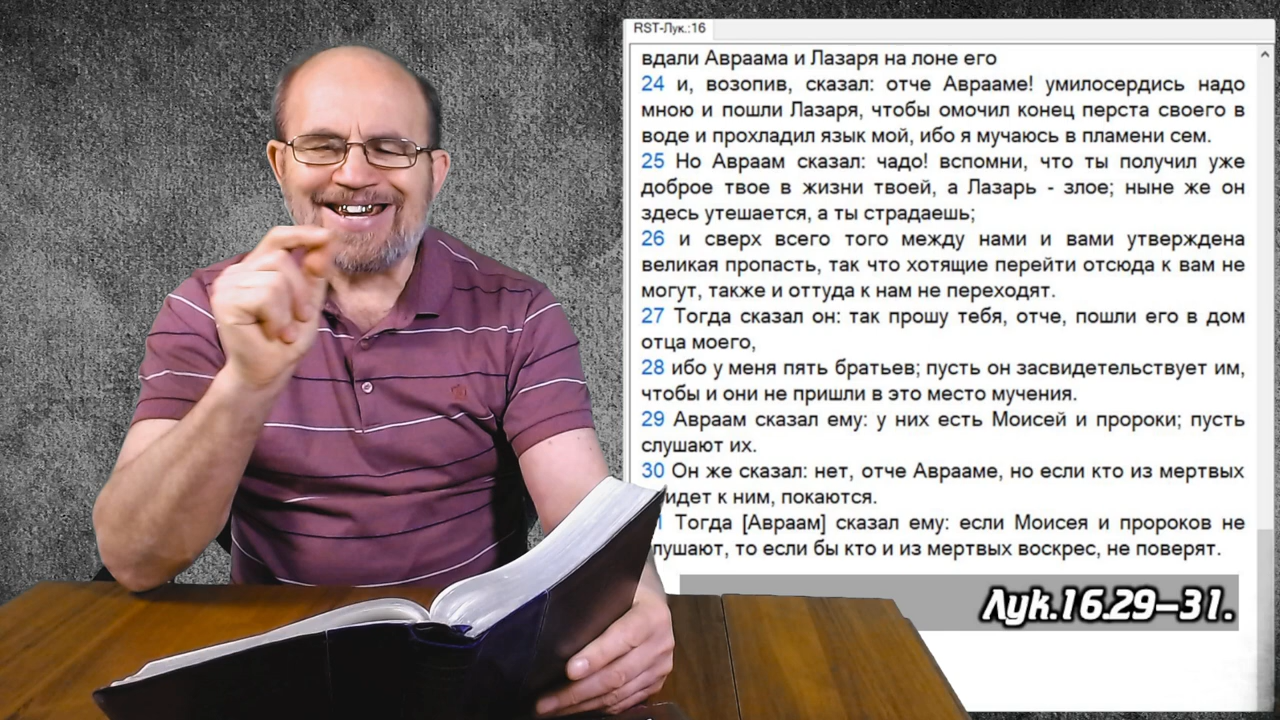 RST-Лук.:16
вдали Авраама и Лазаря на лоне его
24 и, возопив, сказал: отче Аврааме! умилосердись надо
мною и пошли Лазаря, чтобы омочил конец перста своего в
воде и прохладил язык мой, ибо я мучаюсь в пламени сем.
25 Но Авраам сказал: чадо! вспомни, что ты получил уже
доброе твое в жизни твоей, а Лазарь - злое; ныне же он
здесь утешается, а ты страдаешь;
26 и сверх всего того между нами и вами утверждена
великая пропасть, так что хотящие перейти отсюда к вам не
могут, также и оттуда к нам не переходят.
27 Тогда сказал он: так прошу тебя, отче, пошли его в дом
отца моего,
28 ибо у меня пять братьев; пусть он засвидетельствует им,
чтобы и они не пришли в это место мучения.
29 Авраам сказал ему: у них есть Моисей и пророки; пусть
слушают их.
30 Он же сказал: нет, отче Аврааме, но если кто из мертвых
идет к ним, покаются.
Тогда [Авраам] сказал ему: если Моисея и пророков не
лушают, то если бы кто и из мертвых воскрес, не поверят.
Лук.16.29–31.